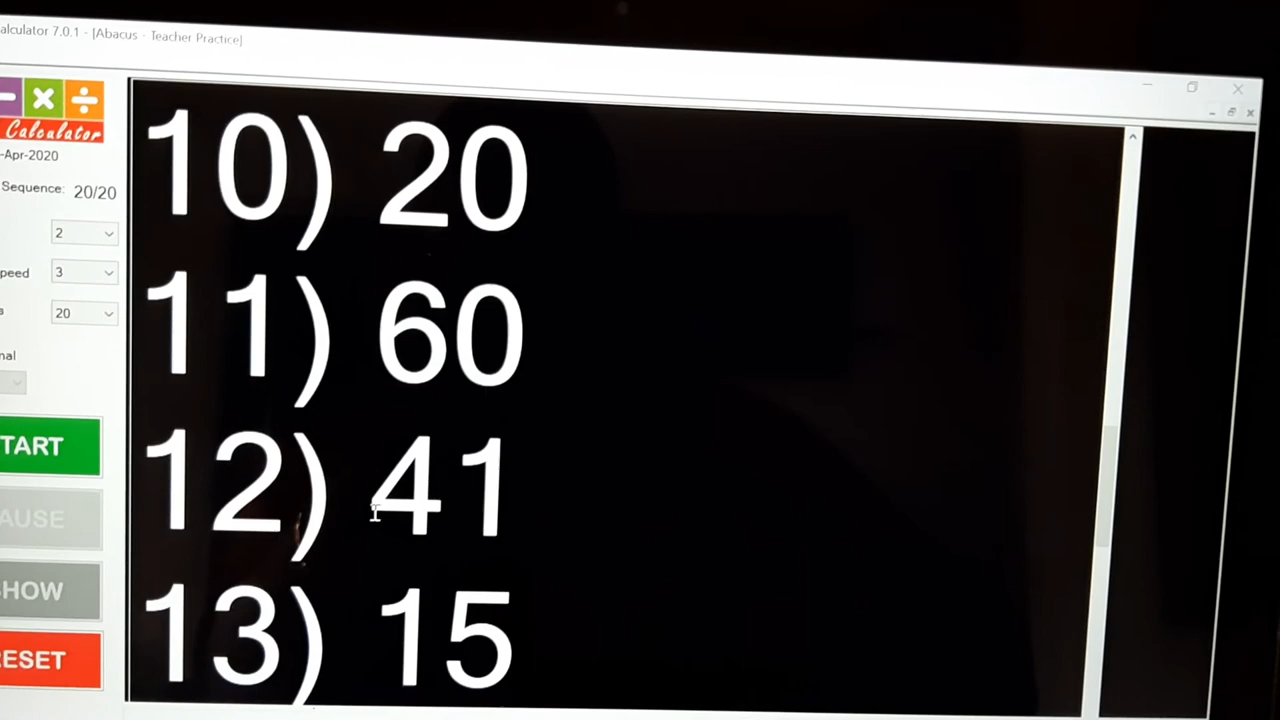 alculator 7.0.1 - [Abacus - Teacher Practice]
Calculator
-Apr-2020
Sequence: 20/20
2
peed 3
20
nal
TART
AUSE
HOW
ESET
10) 20
11) 60
12) 41
13) 15